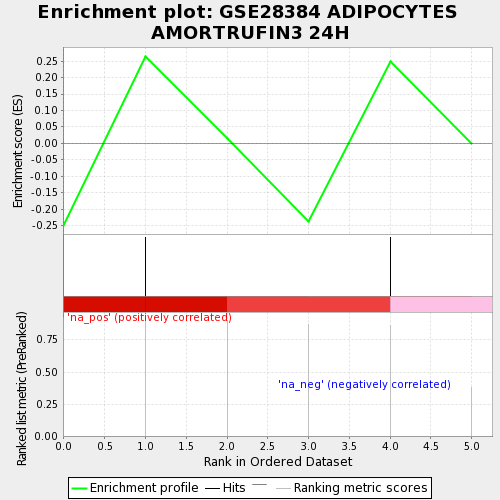 Enrichment plot: GSE28384 ADIPOCYTES
AMORTRUFIN3 24H
Enrichment score (ES)
0.25
0.20
0.15
0.10
0.05
0.00
-0.05
-0.10
-0.15
-0.20
-0.25
'na_pos' (positively correlated)
Ranked list metric (PreRanked)
0.75
0.50
0.25
0.00
'na_neg' (negatively correlated)
0.0 0.5 1.0 1.5 2.0 2.5 3.0 3.5 4.0 4.5 5.0
Rank in Ordered Dataset
Enrichment profile Hits Ranking metric scores